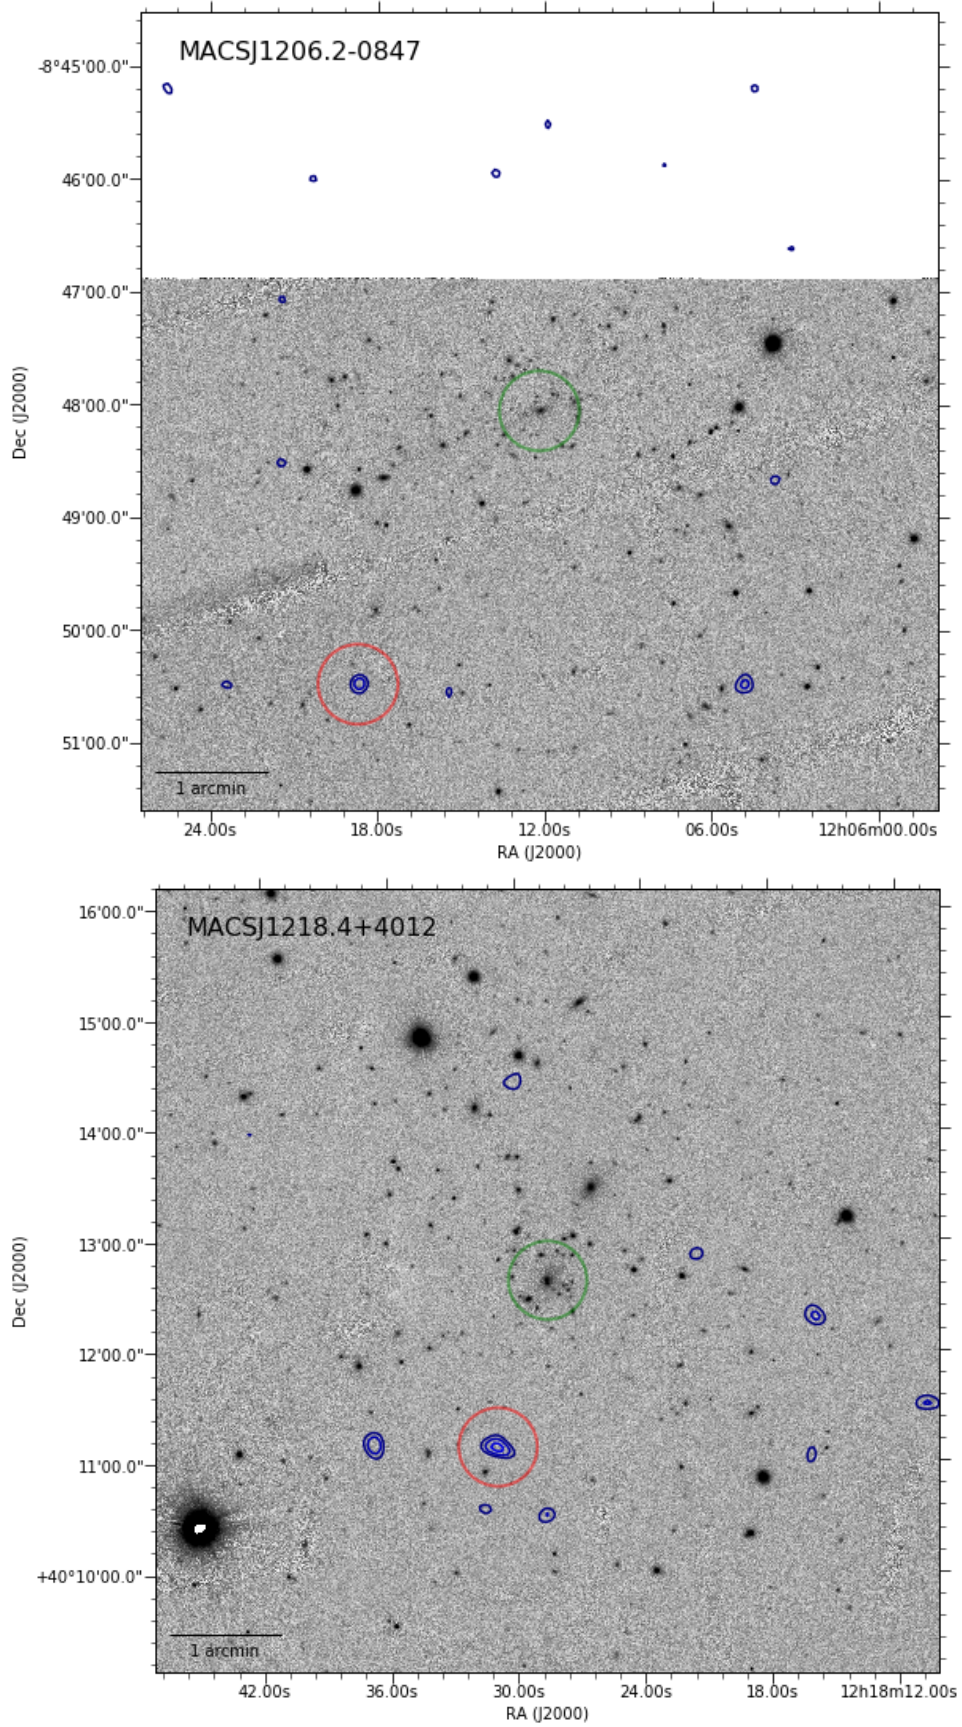 MACSJ1206.2-0847
-8°45'00.0"
46'00.0"
47'00.0"
48'00.0"
49'00.0"
50'00.0"
51'00.0"
Dec (J2000)
1 arcmin
24.00s 18.00s 12.00s 06.00s 12h06m00.00s
RA (J2000)
MACSJ1218.4+4012
16'00.0"
15'00.0"
14'00.0"
13'00.0"
12'00.0"
11'00.0"
+40°10'00.0"
Dec (J2000)
1 arcmin
42.00s 36.00s 30.00s 24.00s 18.00s 12h18m12.00s
RA (J2000)